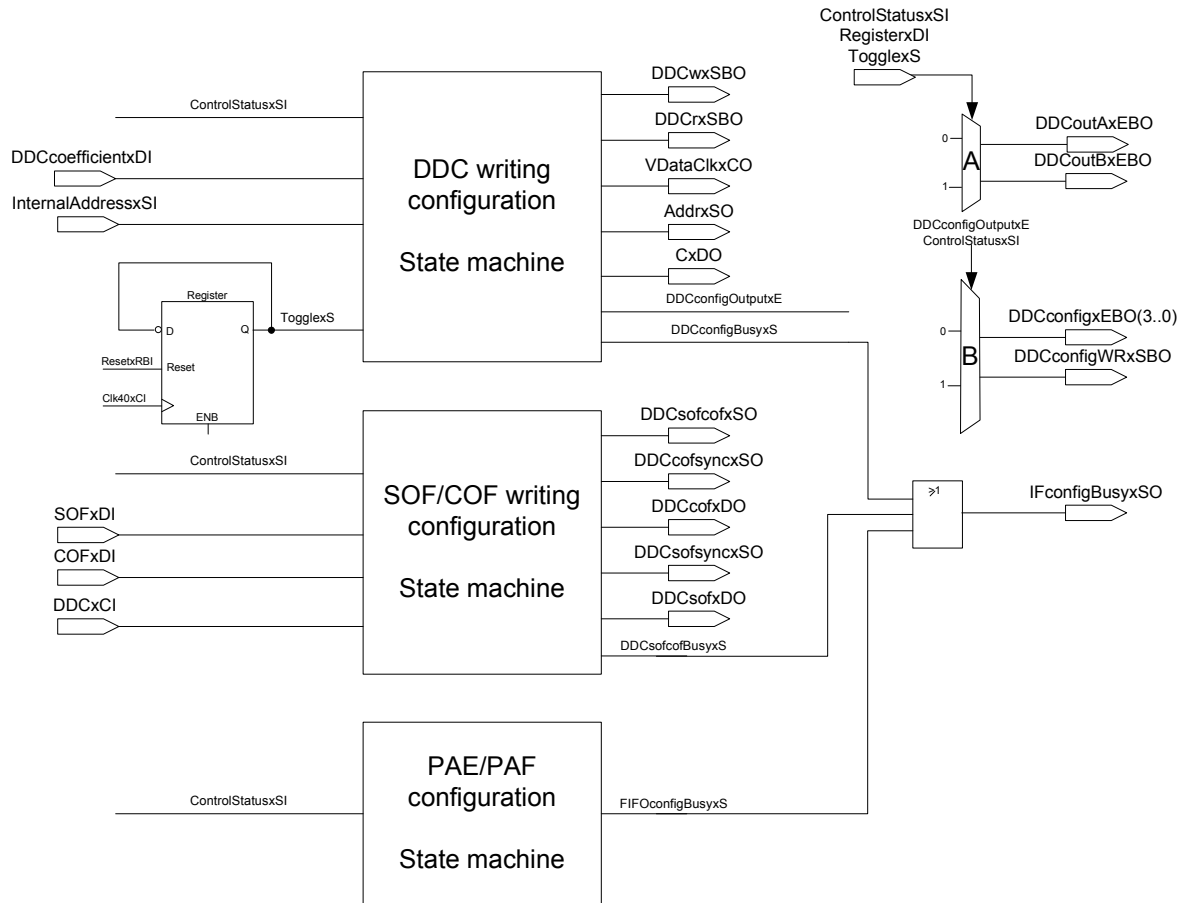 ControlStatusxSI
RegisterxDI
TogglexS
ControlStatusxSI
DDCcoefficientxDI
InternalAddressxSI
DDC writing
configuration
State machine
DDCwxSBO
DDCrxSBO
VDataClkxCO
AddrxSO
CxDO
DDCconfigOutputxE
DDCconfigBusyxS
0
1
A
DDCoutAxEBO
DDCoutBxEBO
DDCconfigOutputxE
ControlStatusxSI
0
1
B
DDCconfigxEBO(3..0)
DDCconfigWRxSBO
Register
D
Q
TogglexS
ResetxRBI
Reset
Clk40xCI
ENB
ControlStatusxSI
SOFxDI
COFxDI
DDCxCI
SOF/COF writing
configuration
State machine
DDCsofcofxSO
DDCcofsyncxSO
DDCcofxDO
DDCsofsyncxSO
DDCsofxDO
DDCsofcofBusyxS
≥1
IFconfigBusyxSO
ControlStatusxSI
PAE/PAF
configuration
State machine
FIFOconfigBusyxS